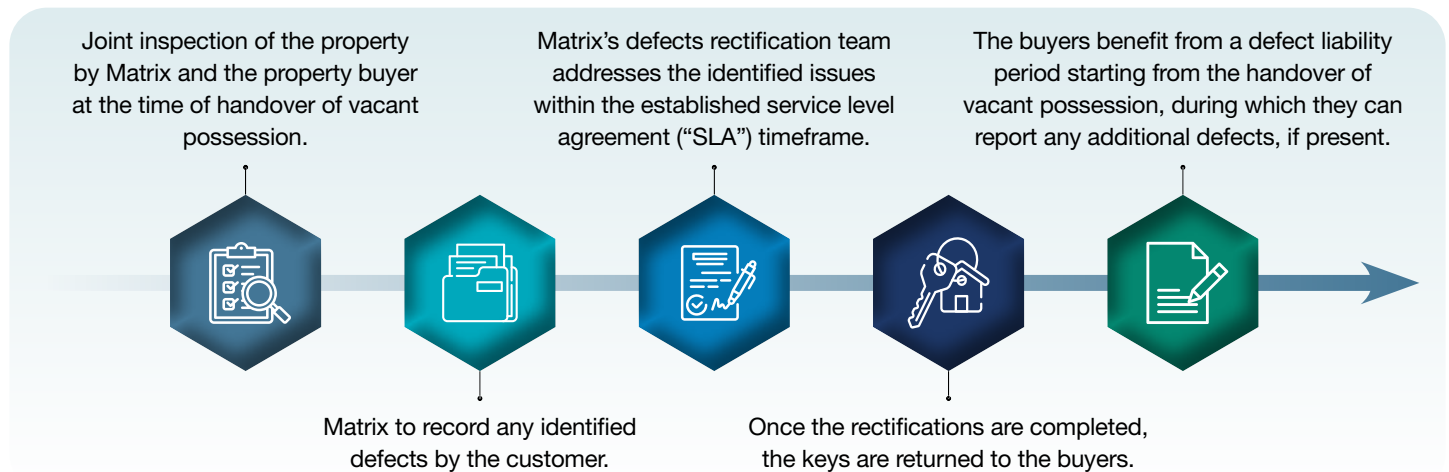 Joint inspection of the property
by Matrix and the property buyer
at the time of handover of vacant
possession.
Matrix to record any identified
defects by the customer.
Matrix’s defects rectification team
addresses the identified issues
within the established service level
agreement (“SLA”) timeframe.
Once the rectifications are completed,
the keys are returned to the buyers.
The buyers benefit from a defect liability
period starting from the handover of
vacant possession, during which they can
report any additional defects, if present.